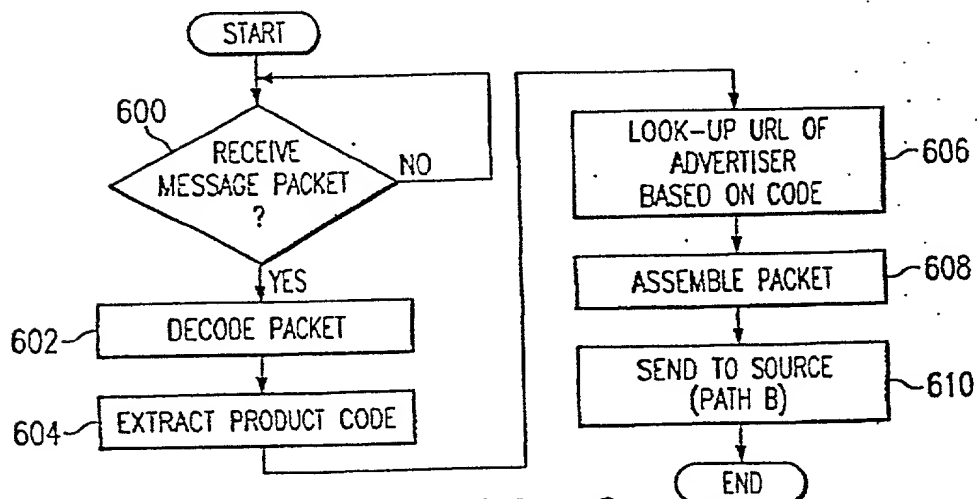 START
600
RECEIVE
MESSAGE PACKET
?
NO
YES
602
DECODE PACKET
604
EXTRACT PRODUCT CODE
LOOK-UP URL OF
ADVERTISER
BASED ON CODE
606
ASSEMBLE PACKET
608
SEND TO SOURCE
(PATH B)
610
END